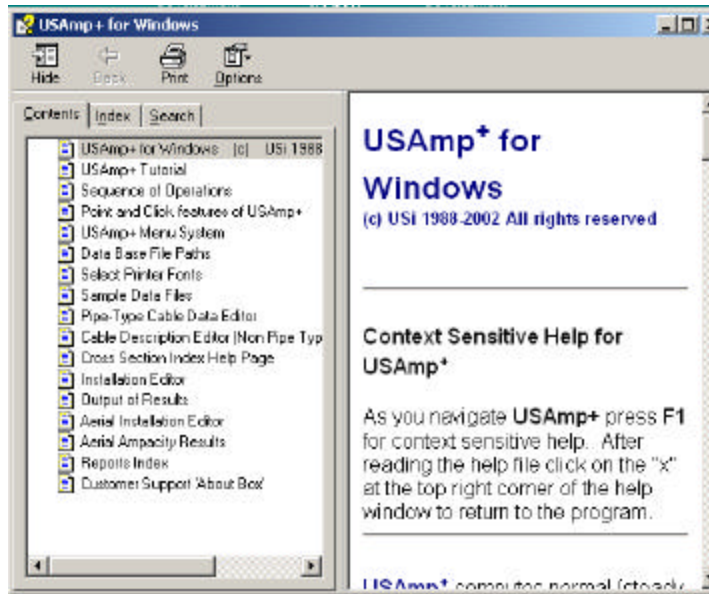 USAmp+ for Windows
Hide Back Print Options
Contents Index Search
USAmp+ for Windows (c) USi 1988
USAmp+ Tutorial
Sequence of Operations
Point and Click features of USAmp+
USAmp+ Menu System
Data Base File Paths
Select Printer Fonts
Sample Data Files
Pipe-Type Cable Data Editor
Cable Description Editor (Non Pipe Typ
Cross Section Index Help Page
Installation Editor
Output of Results
Aerial Installation Editor
Aerial Ampacity Results
Reports Index
Customer Support 'About Box'
USAmp+ for
Windows
(c) USi 1988-2002 All rights reserved
Context Sensitive Help for
USAmp+
As you navigate USAmp+ press F1
for context sensitive help. After
reading the help file click on the "x"
at the top right corner of the help
window to return to the program.
USAmp+ computes normal (steady